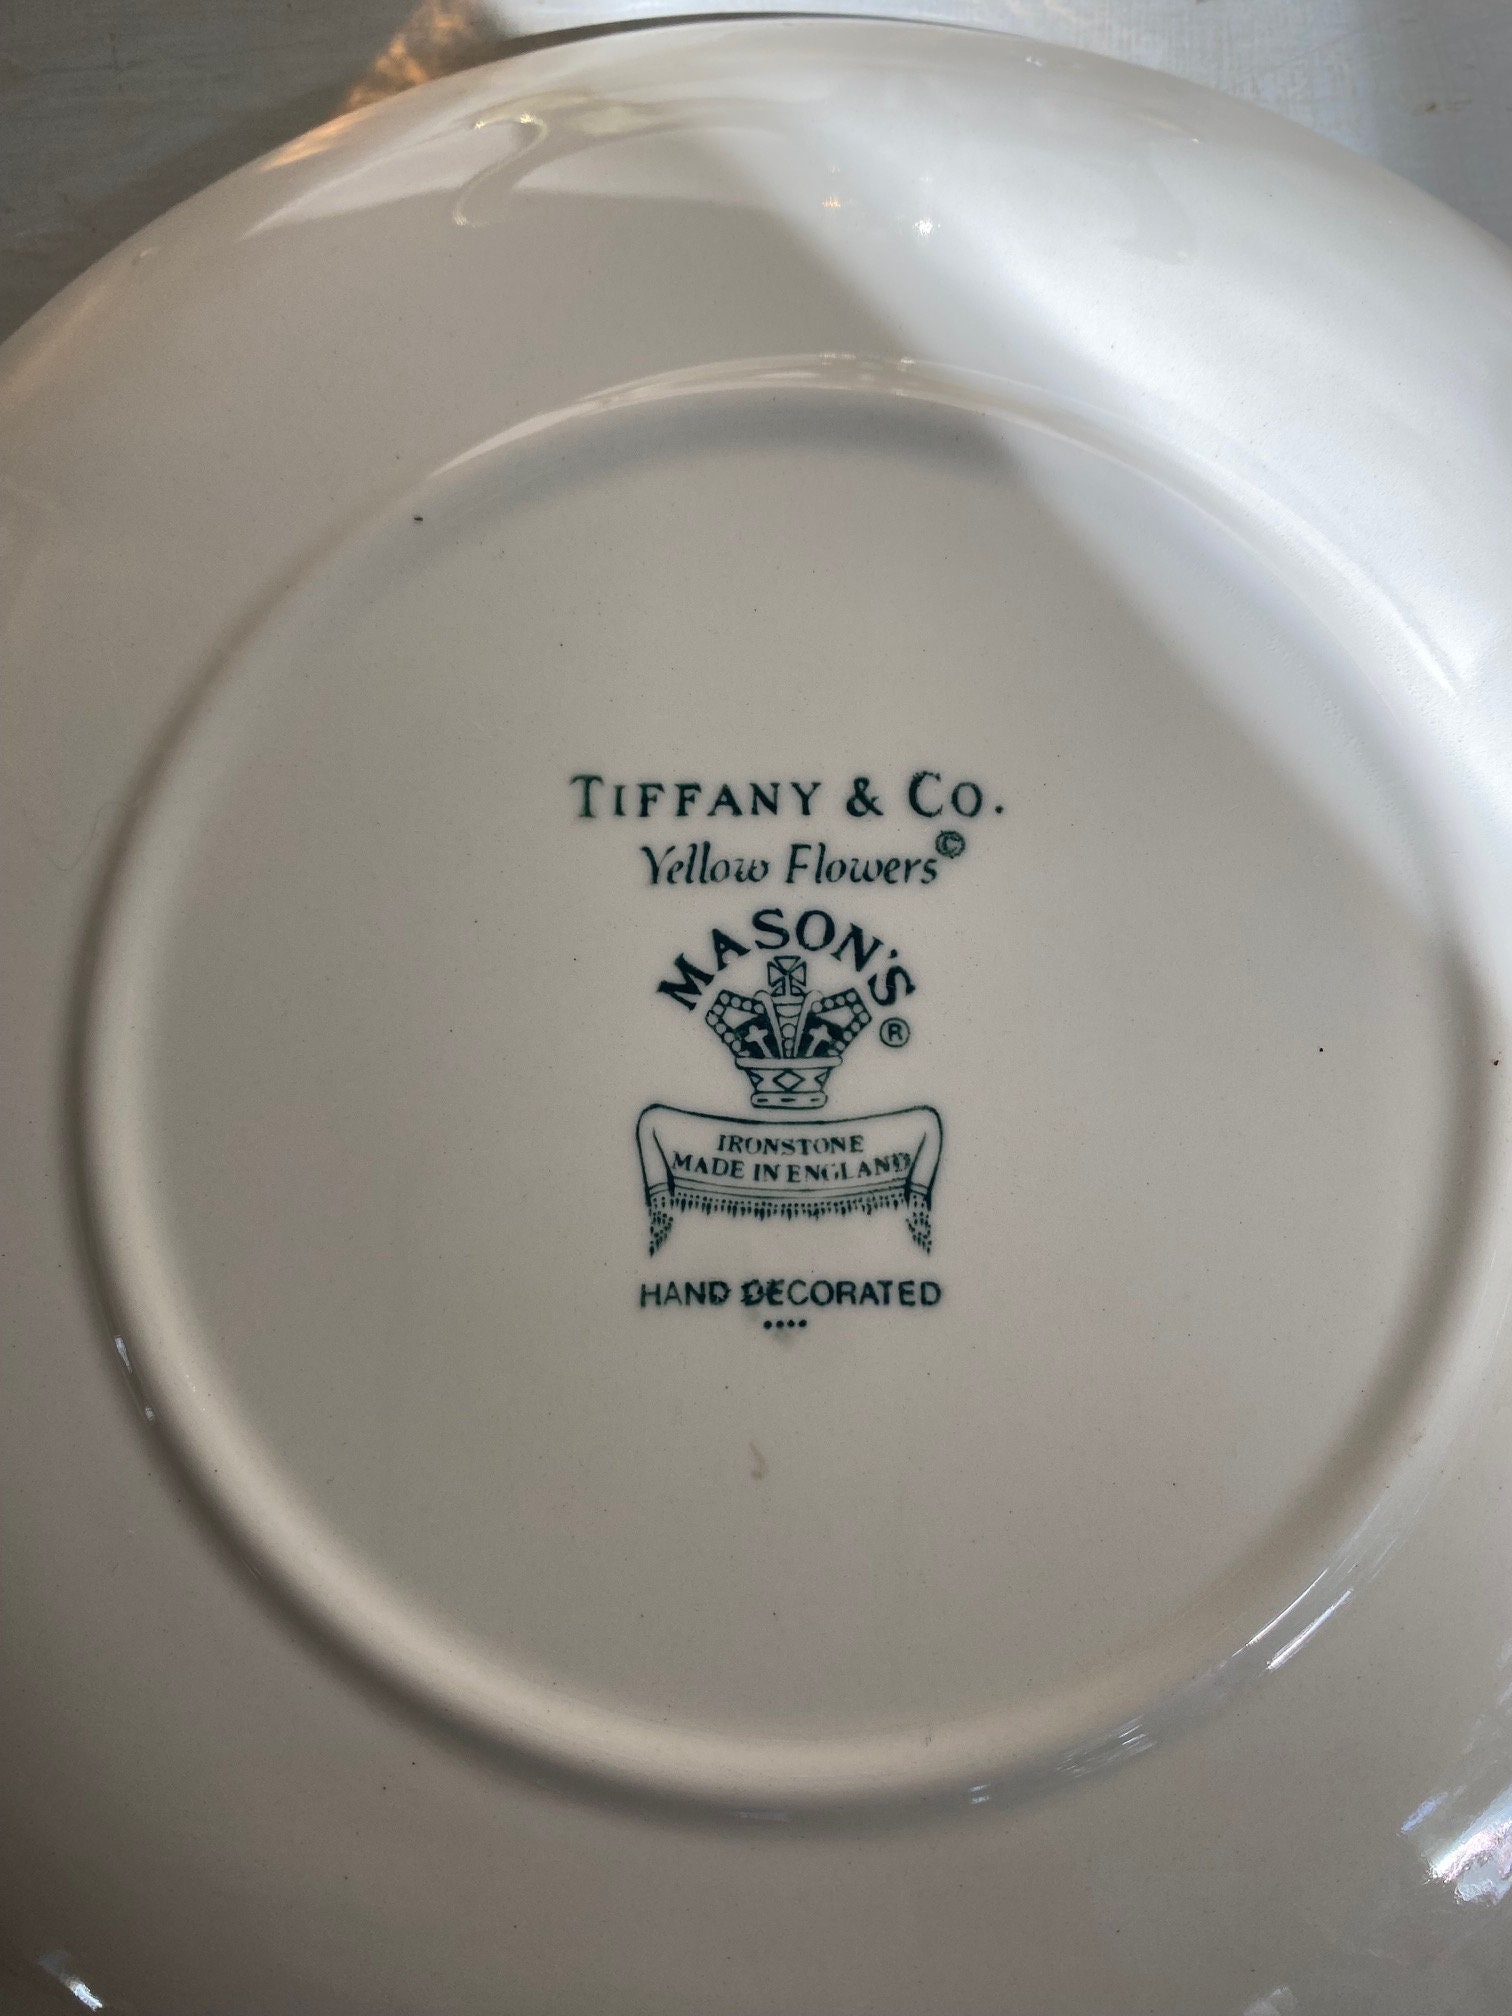 TIFFANY & CO.
Yellow Flowers©
MASON'S
®
IRONSTONE
MADE IN ENGLAND
HAND DECORATED
••••